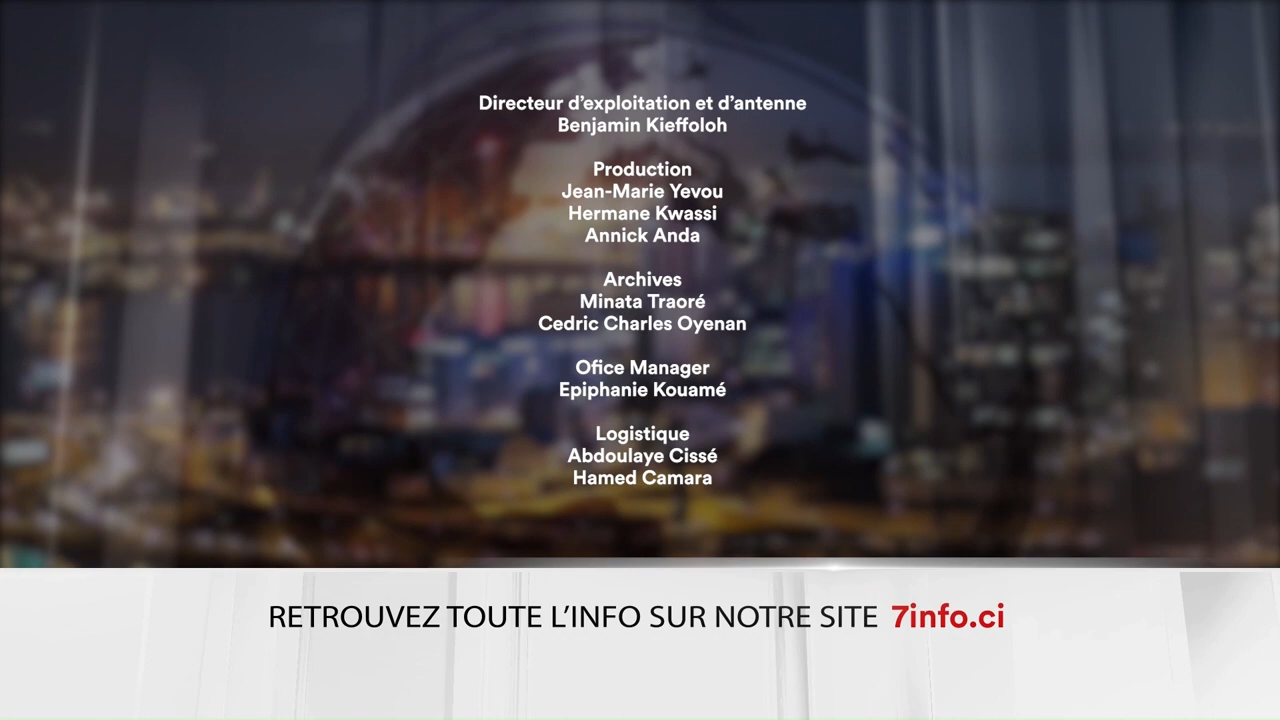 Directeur d’exploitation et d’antenne
Benjamin Kieffoloh
Production
Jean-Marie Yevou
Hermane Kwassi
Annick Anda
Archives
Minata Traoré
Cedric Charles Oyenan
Ofice Manager
Epiphanie Kouamé
Logistique
Abdoulaye Cissé
Hamed Camara
RETROUVEZ TOUTE L’INFO SUR NOTRE SITE 7info.ci